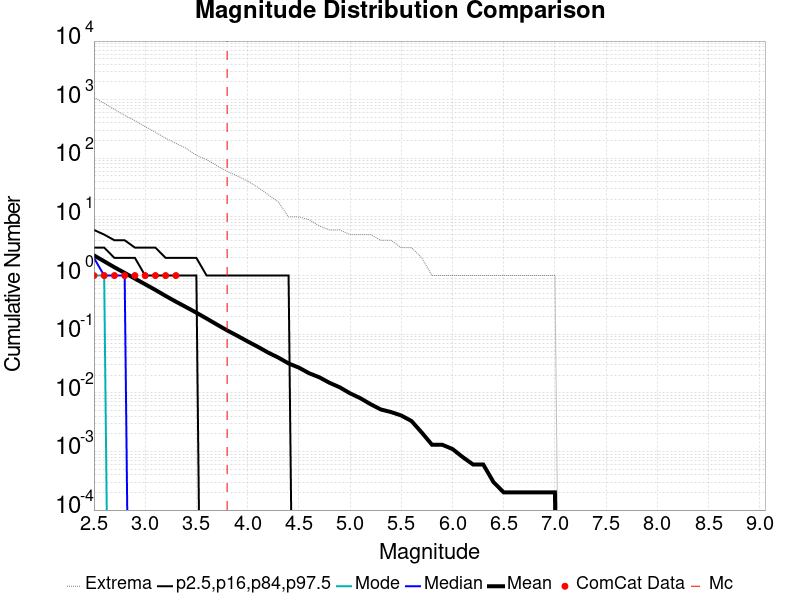 Magnitude Distribution Comparison
10^4
10^3
10^2
10^1
10^0
10^-1
10^-2
10^-3
10^-4
Cumulative Number
2.5 3.0 3.5 4.0 4.5 5.0 5.5 6.0 6.5 7.0 7.5 8.0 8.5 9.0
Magnitude
Extrema p2.5,p16,p84,p97.5 Mode Median Mean ComCat Data Mc